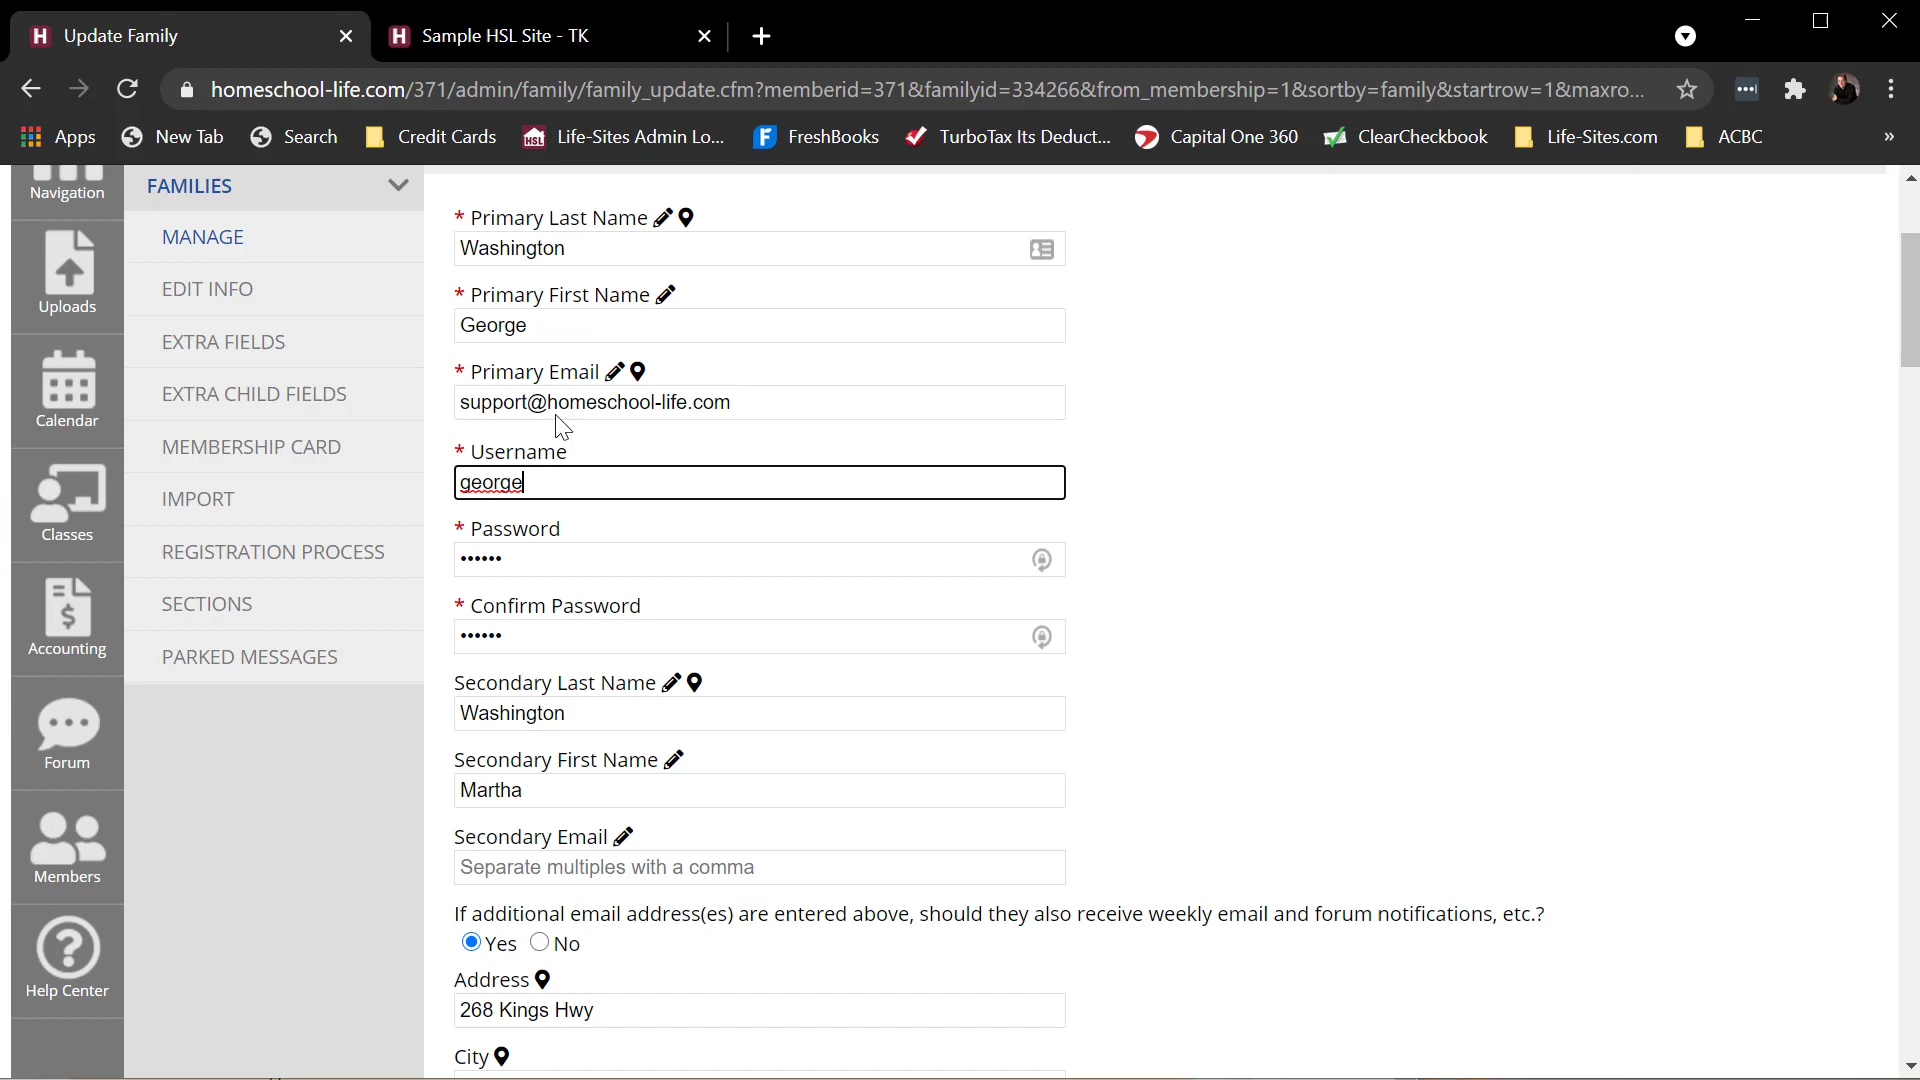 Update Family
Sample HSL Site - TK
homeschool-life.com/371/admin/family/family_update.cfm?memberid=371&familyid=334266&from_membership=1&sortby=family&startrow=1&maxro...
Apps
New Tab
Search
Credit Cards
Life-Sites Admin Lo...
FreshBooks
TurboTax Its Deduct...
Capital One 360
ClearCheckbook
Life-Sites.com
ACBC
»
Navigation
Uploads
Calendar
Classes
Accounting
Forum
Members
Help Center
FAMILIES
MANAGE
EDIT INFO
EXTRA FIELDS
EXTRA CHILD FIELDS
MEMBERSHIP CARD
IMPORT
REGISTRATION PROCESS
SECTIONS
PARKED MESSAGES
* Primary Last Name
Washington
* Primary First Name
George
* Primary Email
support@homeschool-life.com
* Username
george
* Password
••••••
* Confirm Password
••••••
Secondary Last Name
Washington
Secondary First Name
Martha
Secondary Email
Separate multiples with a comma
If additional email address(es) are entered above, should they also receive weekly email and forum notifications, etc.?
Yes No
Address
268 Kings Hwy
City